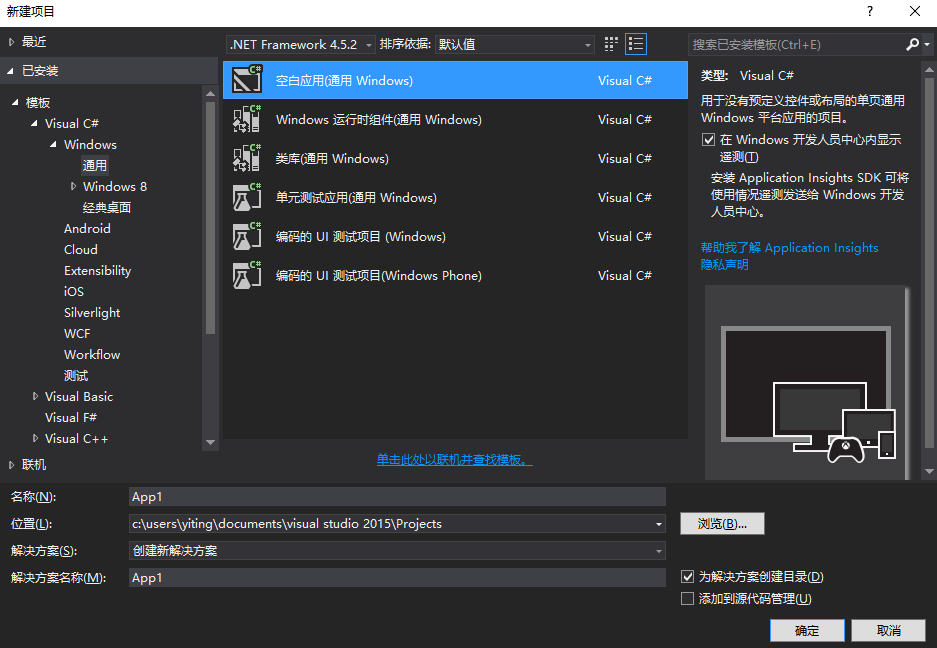 新建项目
?
最近
.NET Framework 4.5.2
排序依据:
默认值
搜索已安装模板(Ctrl+E)
已安装
模板
Visual C#
Windows
通用
Windows 8
经典桌面
Android
Cloud
Extensibility
iOS
Silverlight
WCF
Workflow
测试
Visual Basic
Visual F#
Visual C++
联机
空白应用(通用 Windows)
Visual C#
Windows 运行时组件(通用 Windows)
Visual C#
类库(通用 Windows)
Visual C#
单元测试应用(通用 Windows)
Visual C#
编码的 UI 测试项目 (Windows)
Visual C#
编码的 UI 测试项目(Windows Phone)
Visual C#
单击此处以联机并查找模板。
类型: Visual C#
用于没有预定义控件或布局的单页通用
Windows 平台应用的项目。
在 Windows 开发人员中心内显示
遥测(T)
安装 Application Insights SDK 可将
使用情况遥测发送给 Windows 开发
人员中心。
帮助我了解 Application Insights
隐私声明
名称(N):
App1
位置(L):
c:\users\yiting\documents\visual studio 2015\Projects
浏览(B)...
解决方案(S):
创建新解决方案
解决方案名称(M):
App1
为解决方案创建目录(D)
添加到源代码管理(U)
确定
取消